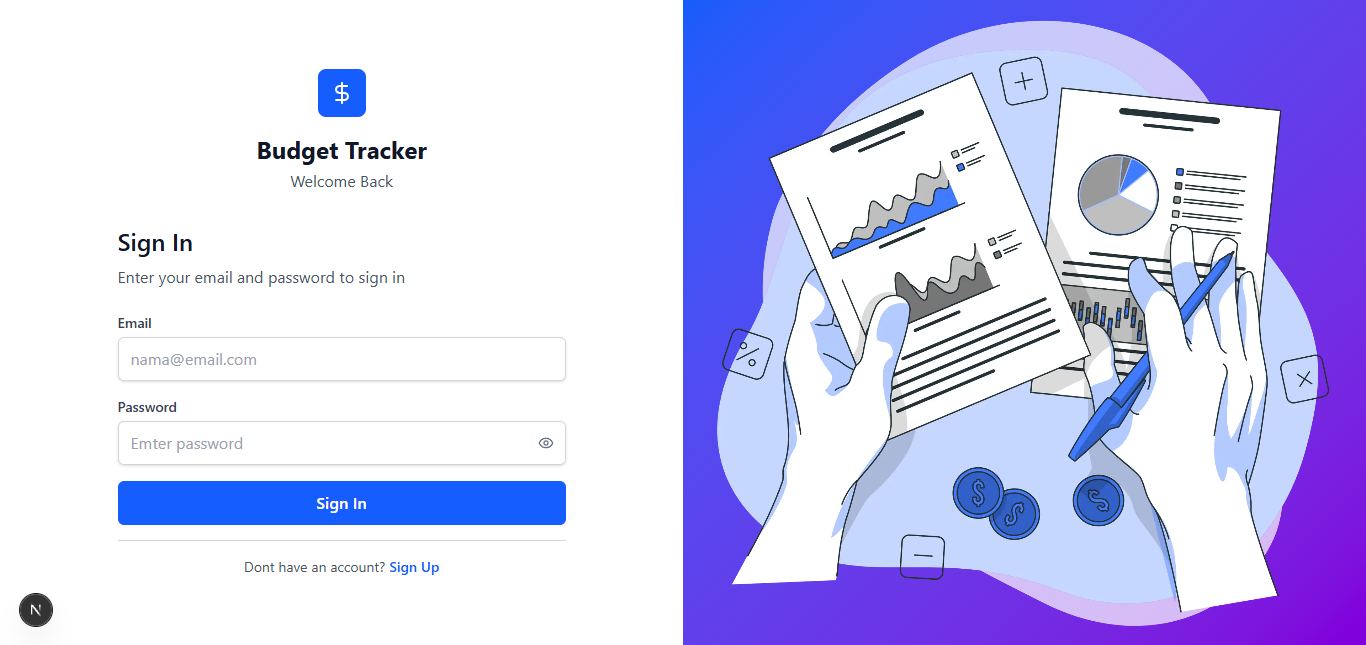 $
Budget Tracker
Welcome Back
Sign In
Enter your email and password to sign in
Email
nama@email.com
Password
Enter password
Sign In
Dont have an account? Sign Up
N
$
$
$